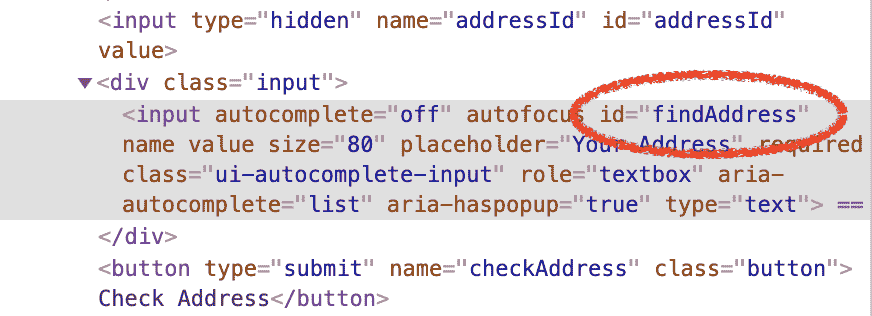 <input type="hidden" name="addressId" id="addressId"
value>
▼<div class="input">
<input autocomplete="off" autofocus id="findAddress"
name value size="80" placeholder="Your Address" required
class="ui-autocomplete-input" role="textbox" aria-
autocomplete="list" aria-haspopup="true" type="text"> ==
</div>
<button type="submit" name="checkAddress" class="button">
Check Address</button>